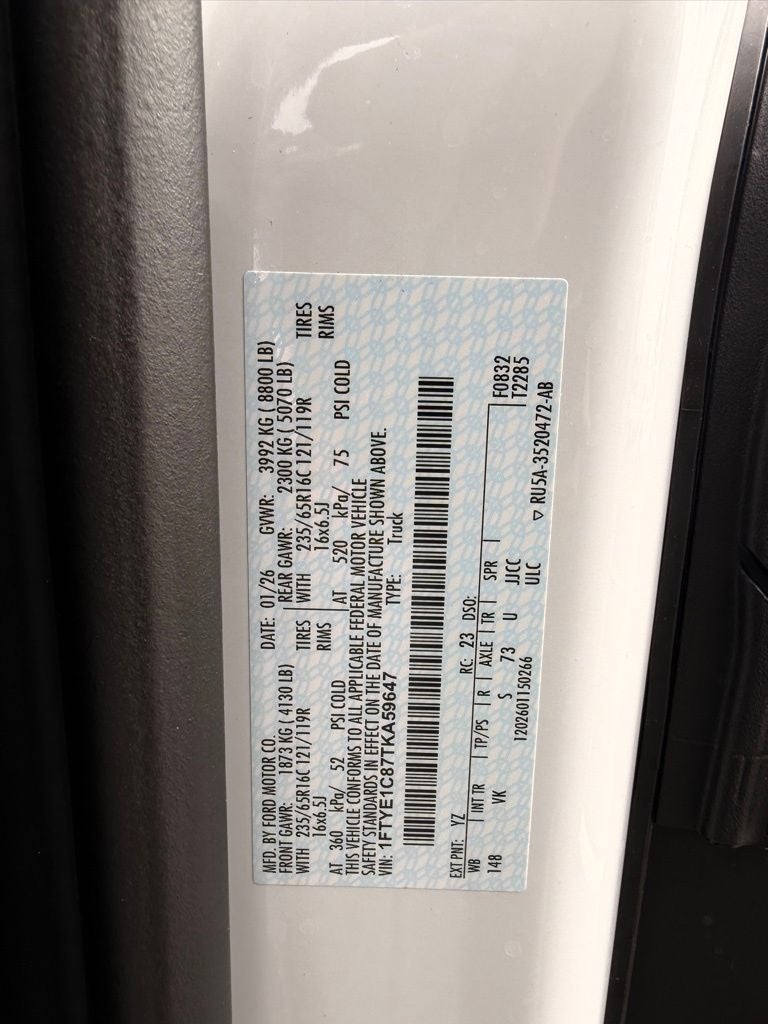 MFD. BY FORD MOTOR CO. DATE: 01/26 GVWR: 3992 KG ( 8800 LB)
FRONT GAWR: 1873 KG ( 4130 LB) REAR GAWR: 2300 KG ( 5070 LB)
WITH 235/65R16C 121/119R TIRES WITH 235/65R16C 121/119R TIRES
16x6.5J RIMS 16x6.5J RIMS
AT 360 kPa/ 52 PSI COLD AT 520 kPa/ 75 PSI COLD
THIS VEHICLE CONFORMS TO ALL APPLICABLE FEDERAL MOTOR VEHICLE
SAFETY STANDARDS IN EFFECT ON THE DATE OF MANUFACTURE SHOWN ABOVE.
VIN: 1FTYE1C87TKA59647 TYPE: Truck
EXT PNT: YZ RC: 23 DSO:
WB INT TR TP/PS R AXLE TR SPR F0832
148 VK S 73 U JJCC T2285
1202601150266 ULC ▽ RU5A-3520472-AB